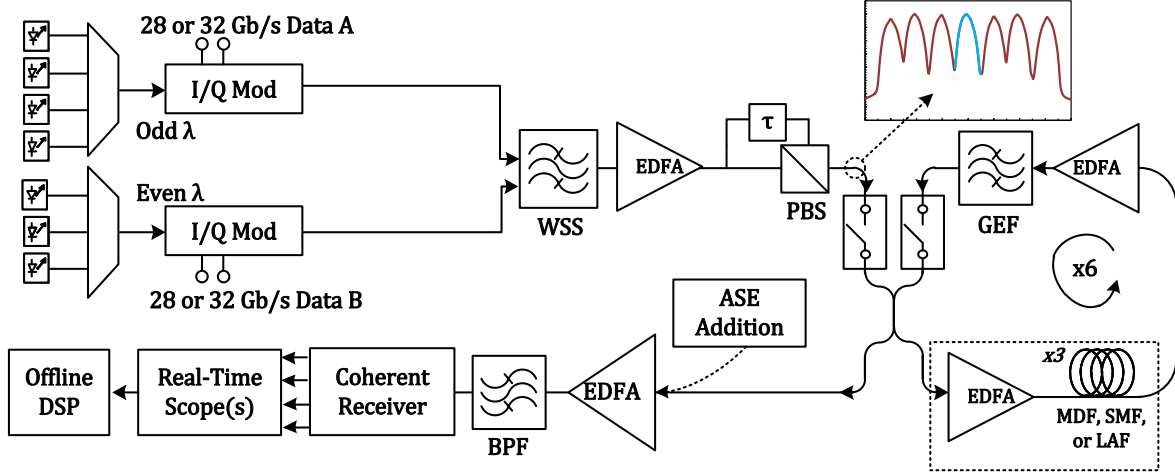 28 or 32 Gb/s Data A
I/Q Mod
Odd λ
Even λ
I/Q Mod
28 or 32 Gb/s Data B
WSS
EDFA
τ
PBS
GEF
EDFA
x6
ASE
Addition
Offline
DSP
Real-Time
Scope(s)
Coherent
Receiver
BPF
EDFA
EDFA
x3
MDF, SMF,
or LAF